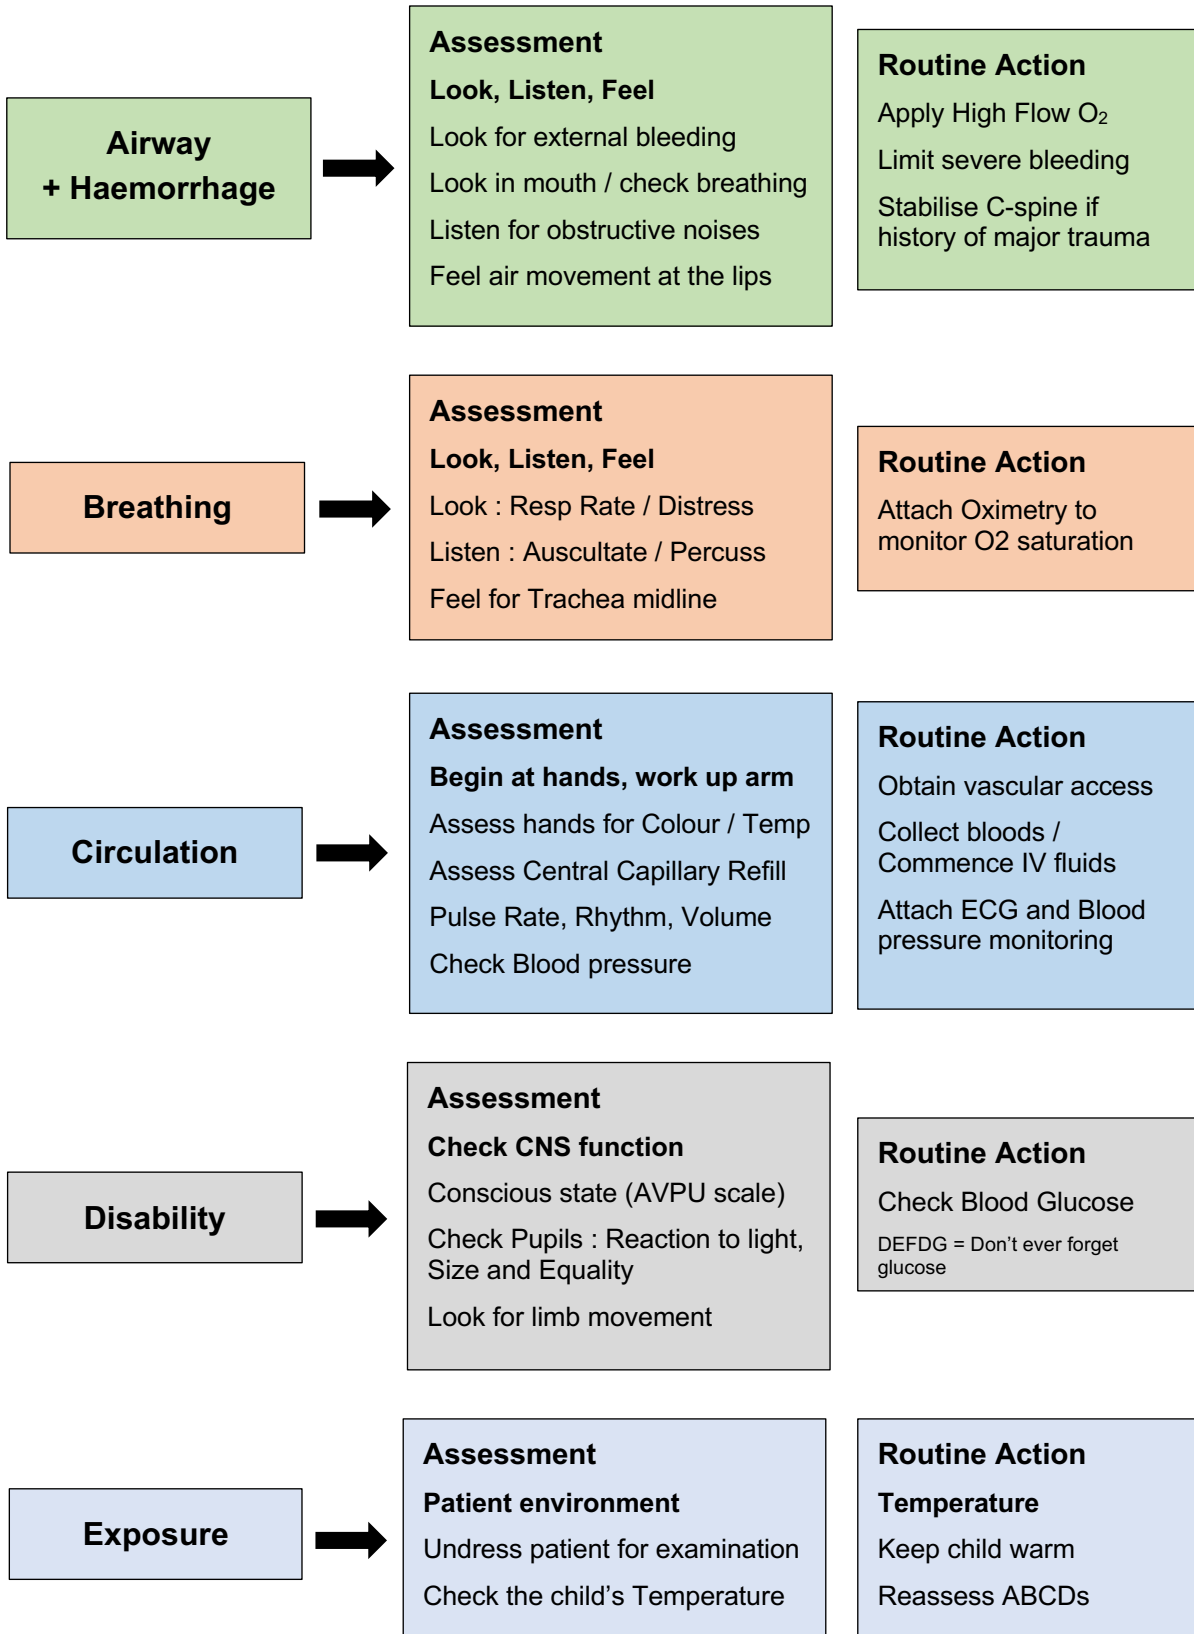 Airway
+ Haemorrhage
Assessment
Look, Listen, Feel
Look for external bleeding
Look in mouth / check breathing
Listen for obstructive noises
Feel air movement at the lips
Routine Action
Apply High Flow O₂
Limit severe bleeding
Stabilise C-spine if
history of major trauma
Breathing
Assessment
Look, Listen, Feel
Look : Resp Rate / Distress
Listen : Auscultate / Percuss
Feel for Trachea midline
Routine Action
Attach Oximetry to
monitor O2 saturation
Circulation
Assessment
Begin at hands, work up arm
Assess hands for Colour / Temp
Assess Central Capillary Refill
Pulse Rate, Rhythm, Volume
Check Blood pressure
Routine Action
Obtain vascular access
Collect bloods /
Commence IV fluids
Attach ECG and Blood
pressure monitoring
Disability
Assessment
Check CNS function
Conscious state (AVPU scale)
Check Pupils : Reaction to light,
Size and Equality
Look for limb movement
Routine Action
Check Blood Glucose
DEFDG = Don’t ever forget
glucose
Exposure
Assessment
Patient environment
Undress patient for examination
Check the child’s Temperature
Routine Action
Temperature
Keep child warm
Reassess ABCDs